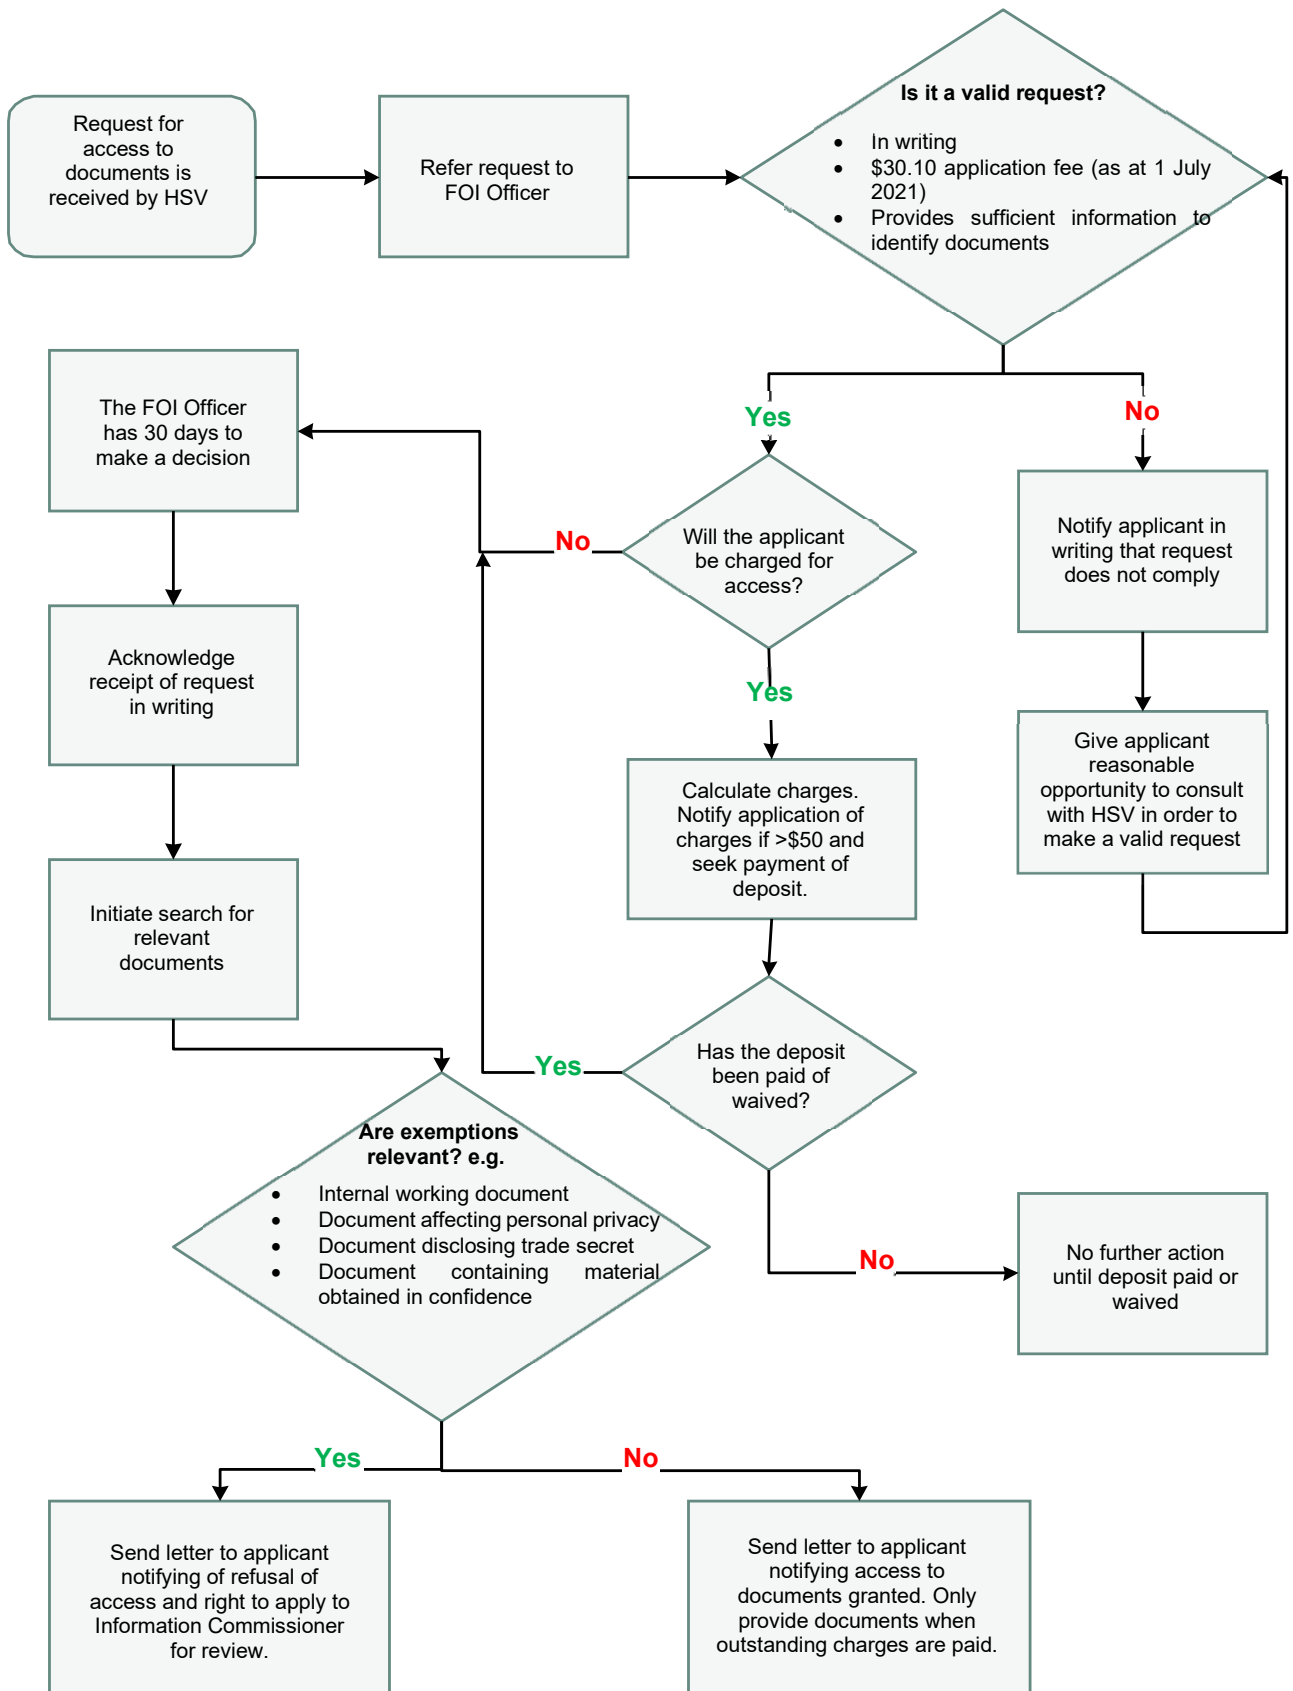 Request for
access to
documents is
received by HSV
Refer request to
FOI Officer
Is it a valid request?
• In writing
• $30.10 application fee (as at 1 July
2021)
• Provides sufficient information to
identify documents
Yes
No
The FOI Officer
has 30 days to
make a decision
Will the applicant
be charged for
access?
No
Yes
Notify applicant in
writing that request
does not comply
Acknowledge
receipt of request
in writing
Calculate charges.
Notify application of
charges if >$50 and
seek payment of
deposit.
Give applicant
reasonable
opportunity to consult
with HSV in order to
make a valid request
Initiate search for
relevant
documents
Has the deposit
been paid of
waived?
Yes
No
No further action
until deposit paid or
waived
Are exemptions
relevant? e.g.
• Internal working document
• Document affecting personal privacy
• Document disclosing trade secret
• Document containing material
obtained in confidence
Yes
No
Send letter to applicant
notifying of refusal of
access and right to apply to
Information Commissioner
for review.
Send letter to applicant
notifying access to
documents granted. Only
provide documents when
outstanding charges are paid.